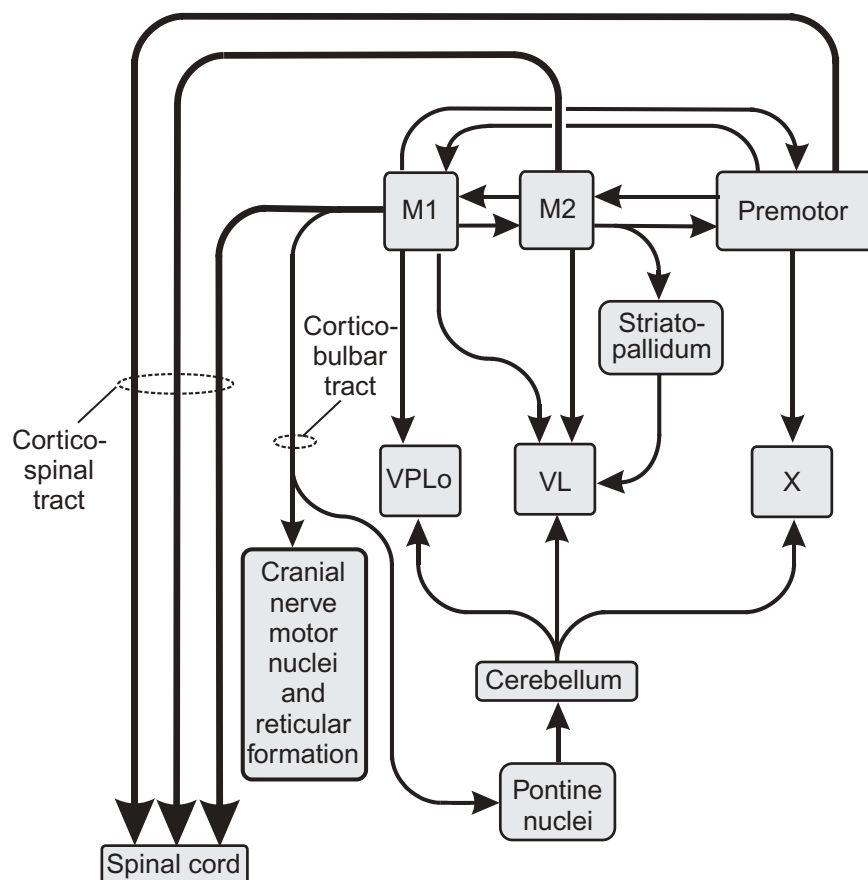 M1
M2
Premotor
Striato-
pallidum
Cortico-
bulbar
tract
Cortico-
spinal
tract
VPLo
VL
X
Cranial
nerve
motor
nuclei
and
reticular
formation
Cerebellum
Pontine
nuclei
Spinal cord